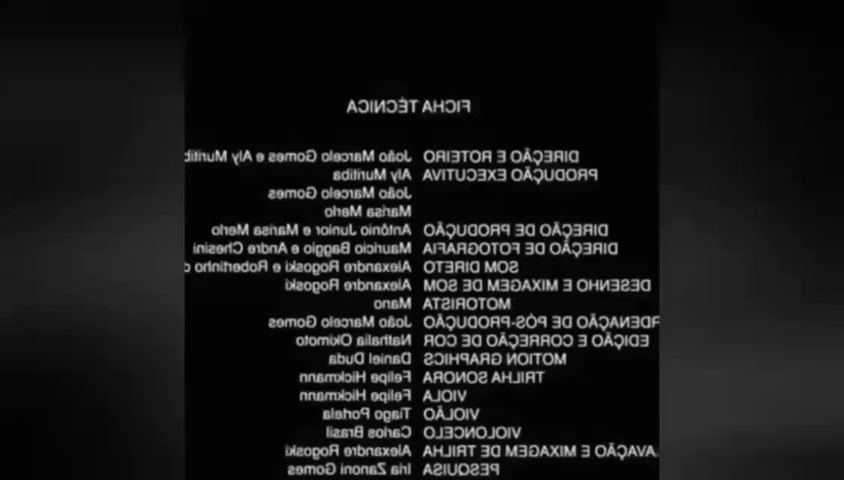 FICHA TÉCNICA
DIREÇÃO E ROTEIRO João Marcelo Gomes e Aly Muritib
PRODUÇÃO EXECUTIVA Aly Muritiba
João Marcelo Gomes
Marisa Merlo
DIREÇÃO DE PRODUÇÃO Antônio Junior e Marisa Merlo
DIREÇÃO DE FOTOGRAFIA Mauricio Baggio e Andre Chesini
SOM DIRETO Alexandre Rogoski e Robertinho
DESENHO E MIXAGEM DE SOM Alexandre Rogoski
MOTORISTA Mano
RDENAÇÃO DE PÓS-PRODUÇÃO João Marcelo Gomes
EDIÇÃO E CORREÇÃO DE COR Nathalia Okimoto
MOTION GRAPHICS Daniel Duda
TRILHA SONORA Felipe Hickmann
VIOLA Felipe Hickmann
VIOLÃO Tiago Portela
VIOLONCELO Carlos Brasil
AVAÇÃO E MIXAGEM DE TRILHA Alexandre Rogoski
PESQUISA Iria Zanoni Gomes